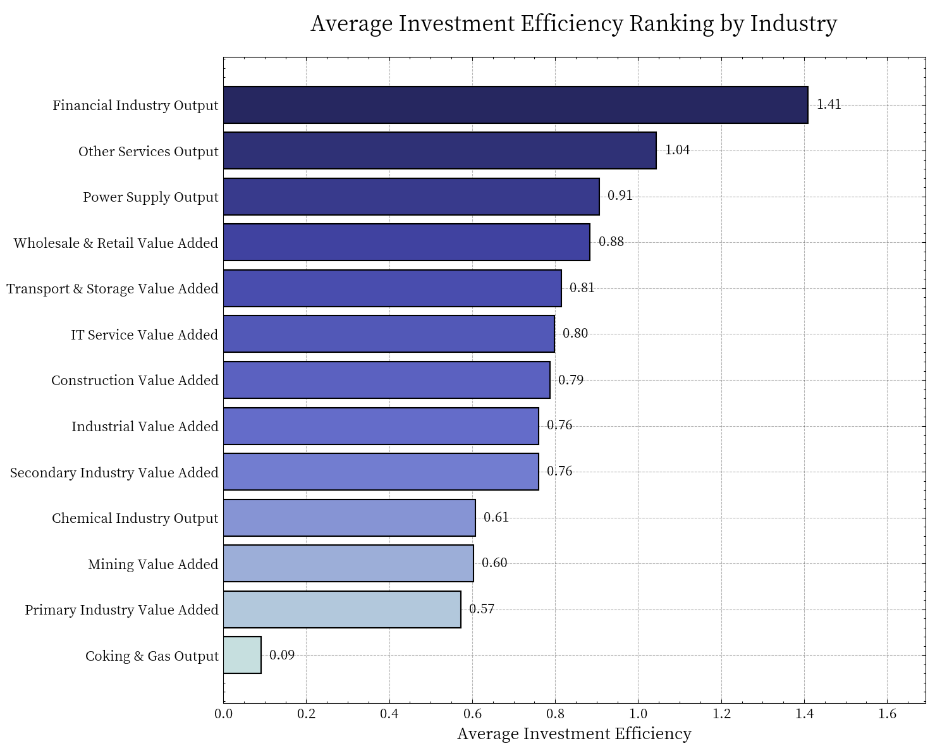 Average Investment Efficiency Ranking by Industry
Financial Industry Output
1.41
Other Services Output
1.04
Power Supply Output
0.91
Wholesale & Retail Value Added
0.88
Transport & Storage Value Added
0.81
IT Service Value Added
0.80
Construction Value Added
0.79
Industrial Value Added
0.76
Secondary Industry Value Added
0.76
Chemical Industry Output
0.61
Mining Value Added
0.60
Primary Industry Value Added
0.57
Coking & Gas Output
0.09
0.0 0.2 0.4 0.6 0.8 1.0 1.2 1.4 1.6
Average Investment Efficiency